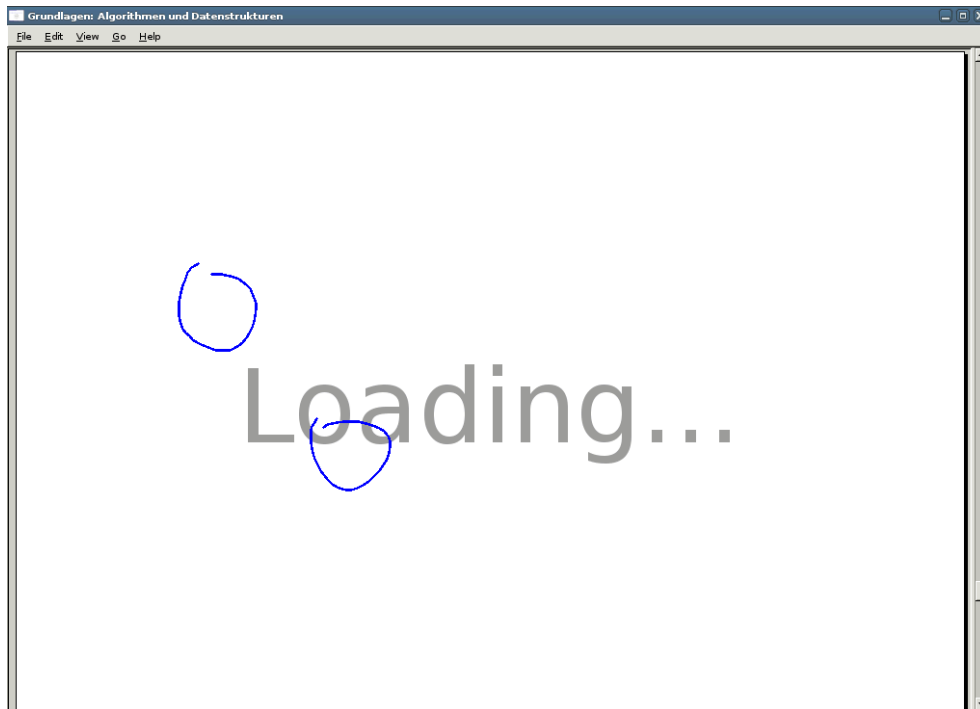 Grundlagen: Algorithmen und Datenstrukturen
File Edit View Go Help
Loading...